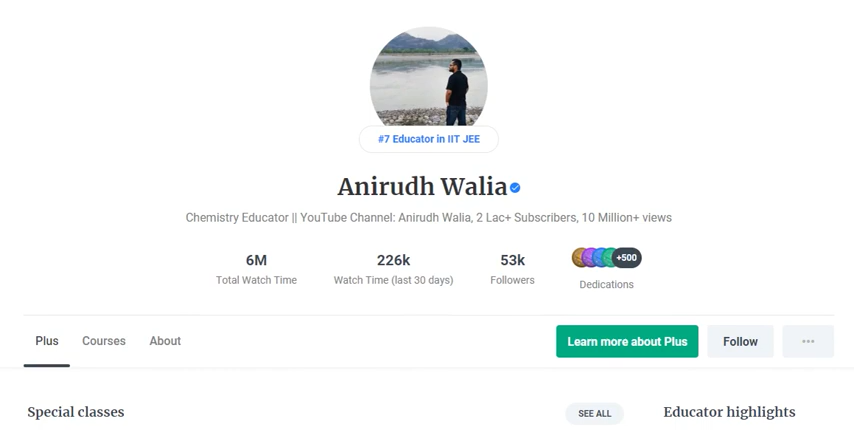 #7 Educator in IIT JEE
Anirudh Walia
Chemistry Educator || YouTube Channel: Anirudh Walia, 2 Lac+ Subscribers, 10 Million+ views
6M 226k 53k +500
Total Watch Time Watch Time (last 30 days) Followers Dedications
Plus Courses About Learn more about Plus Follow
Special classes SEE ALL Educator highlights